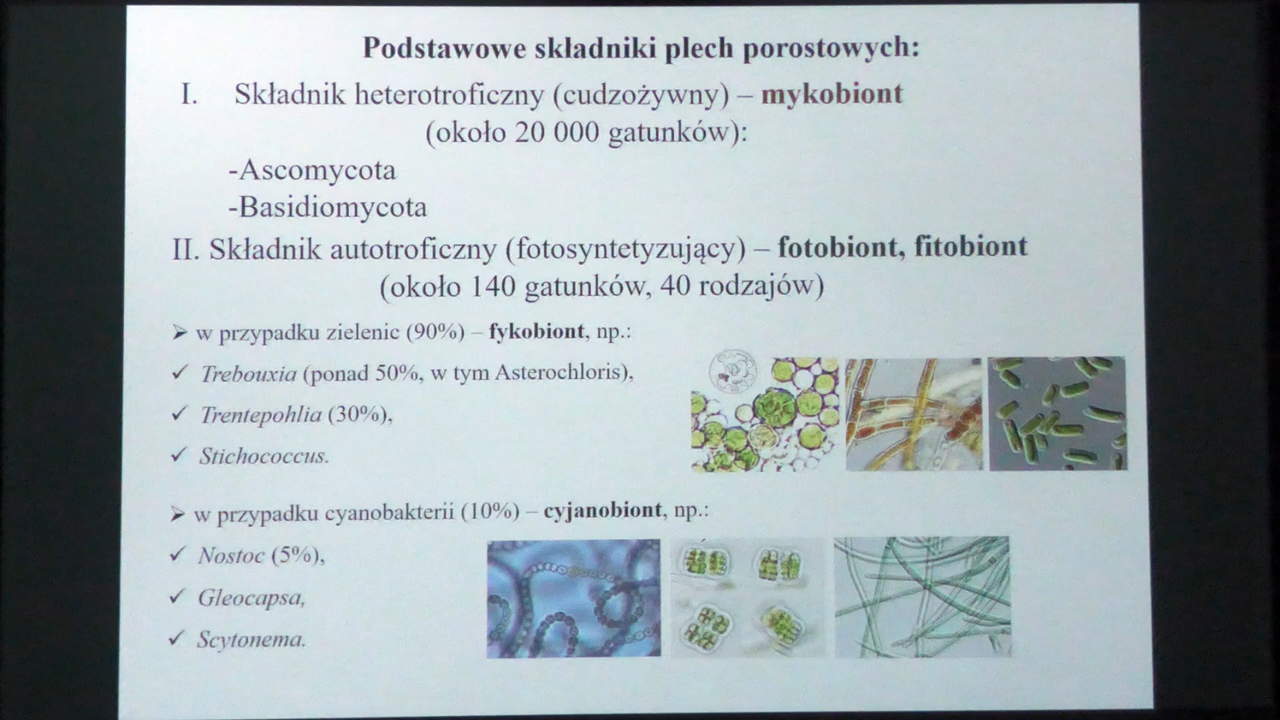 Podstawowe składniki plech porostowych:
I. Składnik heterotroficzny (cudzożywny) – mykobiont
(około 20 000 gatunków):
-Ascomycota
-Basidiomycota
II. Składnik autotroficzny (fotosyntetyzujący) – fotobiont, fitobiont
(około 140 gatunków, 40 rodzajów)
➢ w przypadku zielenic (90%) – fykobiont, np.:
✓ Trebouxia (ponad 50%, w tym Asterochloris),
✓ Trentepohlia (30%),
✓ Stichococcus.
➢ w przypadku cyanobakterii (10%) – cyjanobiont, np.:
✓ Nostoc (5%),
✓ Gleocapsa,
✓ Scytonema.